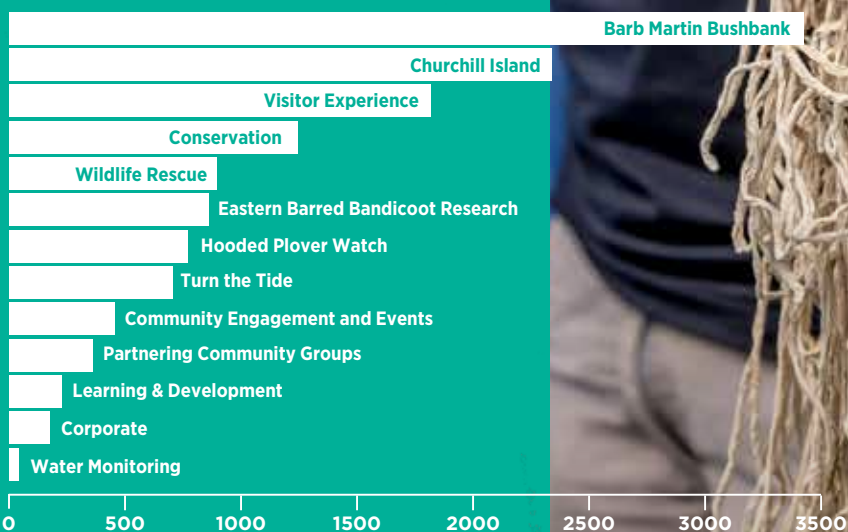 Barb Martin Bushbank
Churchill Island
Visitor Experience
Conservation
Wildlife Rescue
Eastern Barred Bandicoot Research
Hooded Plover Watch
Turn the Tide
Community Engagement and Events
Partnering Community Groups
Learning & Development
Corporate
Water Monitoring
0 500 1000 1500 2000 2500 3000 3500